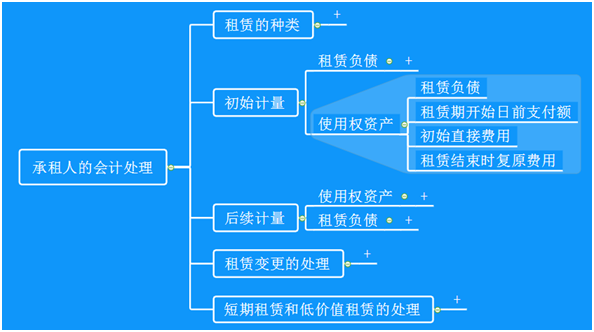 租赁的种类
+
租赁负债
+
初始计量
租赁负债
租赁期开始日前支付额
使用权资产
初始直接费用
租赁结束时复原费用
承租人的会计处理
使用权资产
+
后续计量
租赁负债
+
租赁变更的处理
+
短期租赁和低价值租赁的处理
+